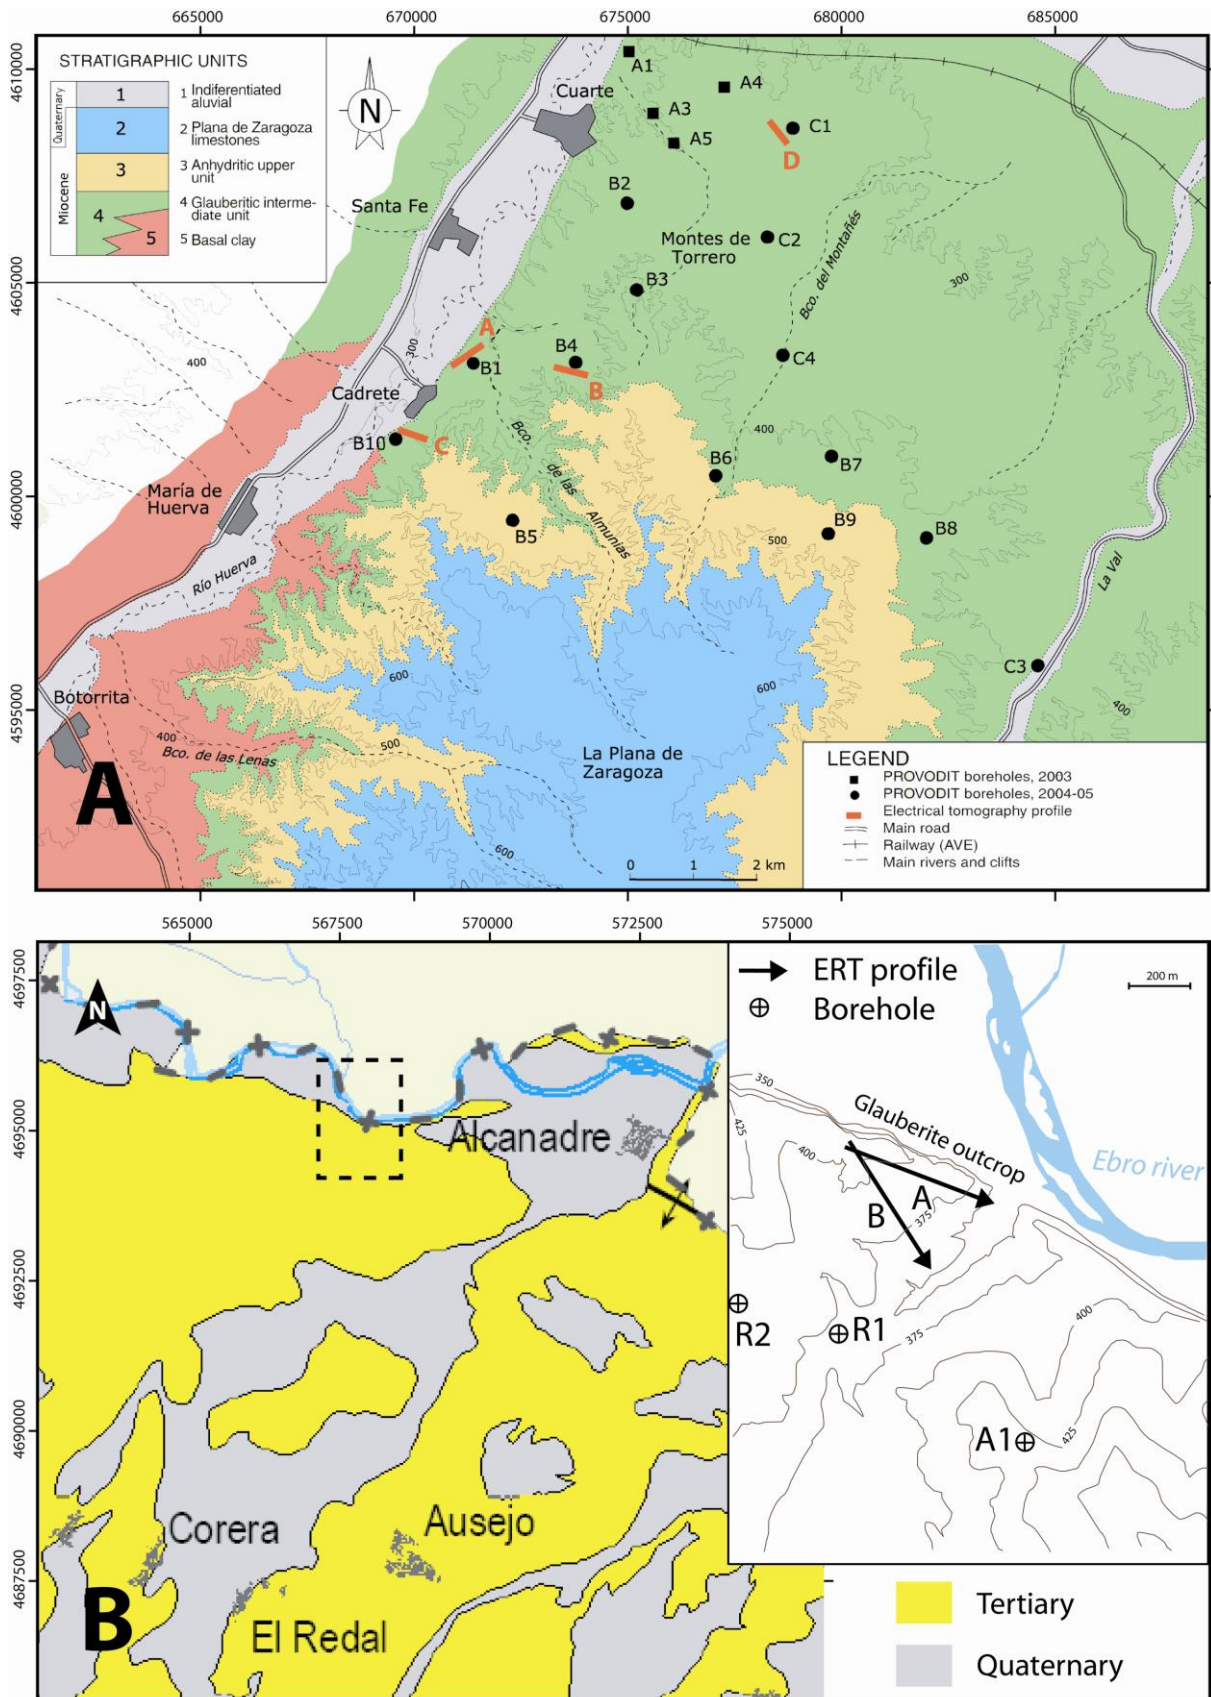 665000 670000 675000 680000 685000
4610000
4605000
4600000
4595000
STRATIGRAPHIC UNITS
Quaternary
Miocene
1
2
3
4
5
1 Indiferentiated
aluvial
2 Plana de Zaragoza
limestones
3 Anhydritic upper
unit
4 Glauberitic interme-
diate unit
5 Basal clay
N
Cuarte
A1
A4
A3
A5
C1
D
B2
Santa Fe
Montes de
Torrero
C2
Bco. del Montañés
300
B3
400
300
A
B1
B4
B
C4
Cadrete
B10
C
Bco.
de las
Almunias
400
B6
B7
María de
Huerva
B5
B9
500
B8
Río Huerva
La Val
C3
600
600
400
Botorrita
400
Bco. de las Lenas
500
La Plana de
Zaragoza
600
A
0 1 2 km
LEGEND
PROVODIT boreholes, 2003
PROVODIT boreholes, 2004-05
Electrical tomography profile
Main road
Railway (AVE)
Main rivers and clifts
565000 567500 570000 572500 575000
4697500
4695000
4692500
4690000
4687500
N
Alcanadre
Corera
Ausejo
El Redal
B
ERT profile
Borehole
200 m
350
425
400
Glauberite outcrop
Ebro river
A
B
375
R2
R1
375
400
A1
425
Tertiary
Quaternary